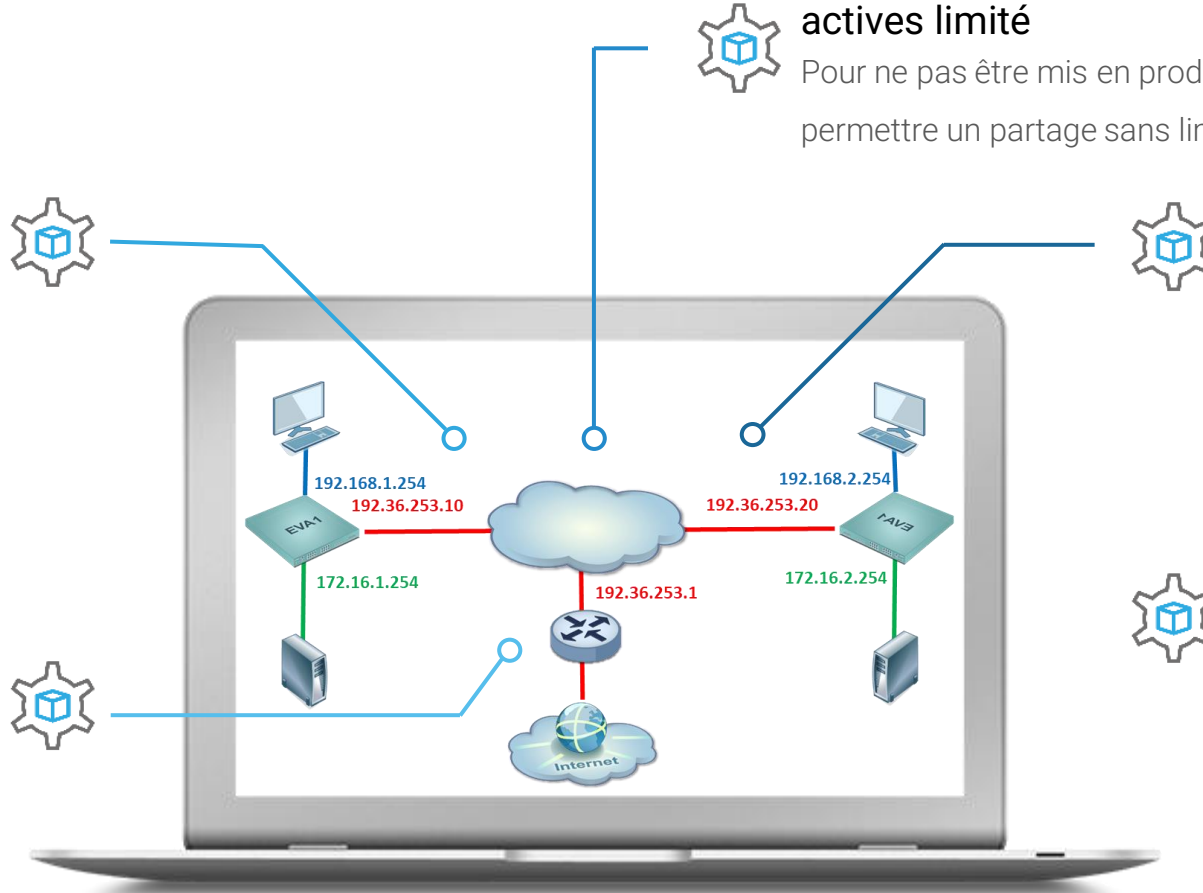 actives limité
Pour ne pas être mis en prod
permettre un partage sans
192.168.1.254
192.36.253.10
192.168.2.254
192.36.253.20
EVA1
EVA1
172.16.1.254
172.16.2.254
192.36.253.1
Internet